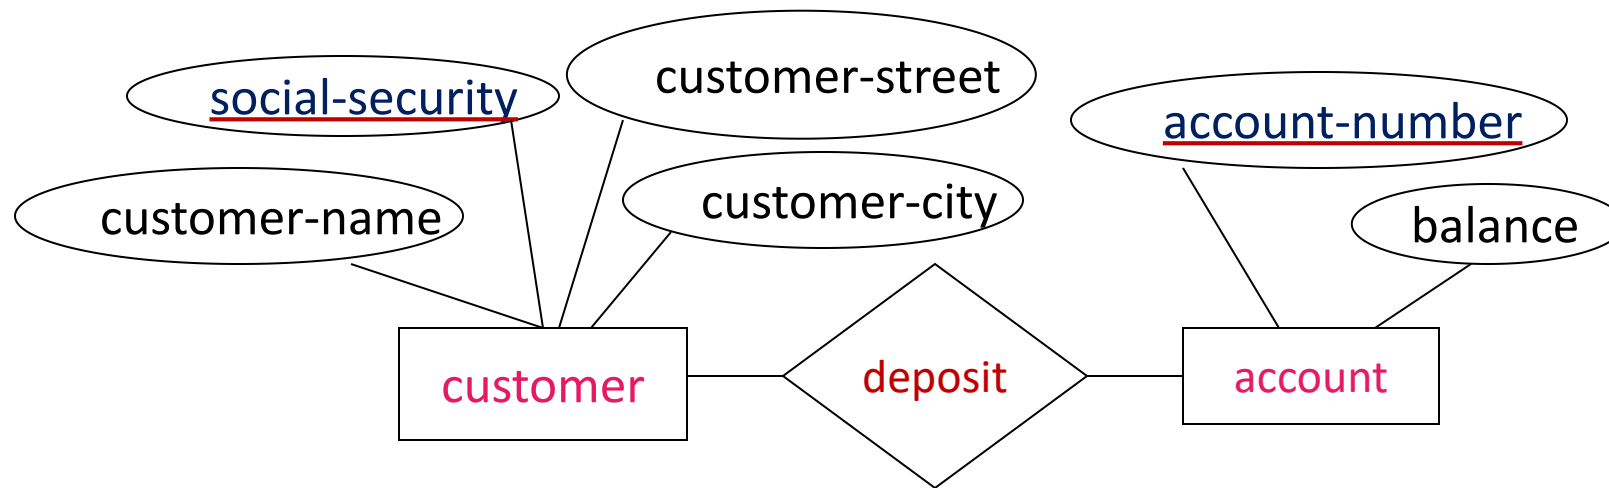 customer-street
social-security
account-number
customer-name
customer-city
balance
customer
deposit
account